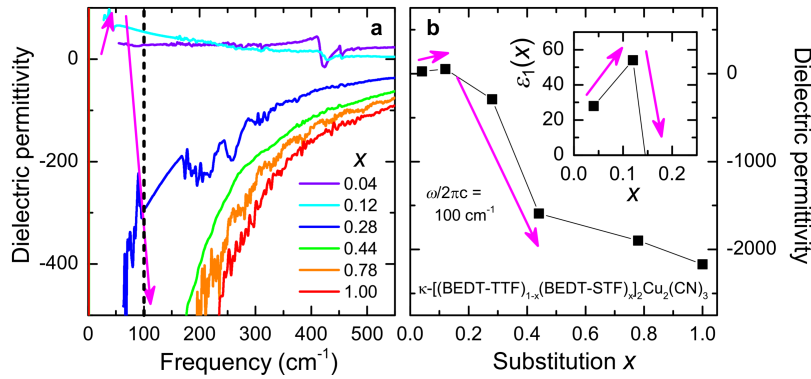 a
Dielectric permittivity
0
-200
-400
x
0.04
0.12
0.28
0.44
0.78
1.00
0 100 200 300 400 500
Frequency (cm⁻¹)
b
ε₁(x)
60
40
20
0
0.0 0.1 0.2
x
ω/2πc =
100 cm⁻¹
κ-[(BEDT-TTF)₁₋ₓ(BEDT-STF)ₓ]₂Cu₂(CN)₃
0.0 0.2 0.4 0.6 0.8 1.0
Substitution x
0
-1000
-2000
Dielectric permittivity